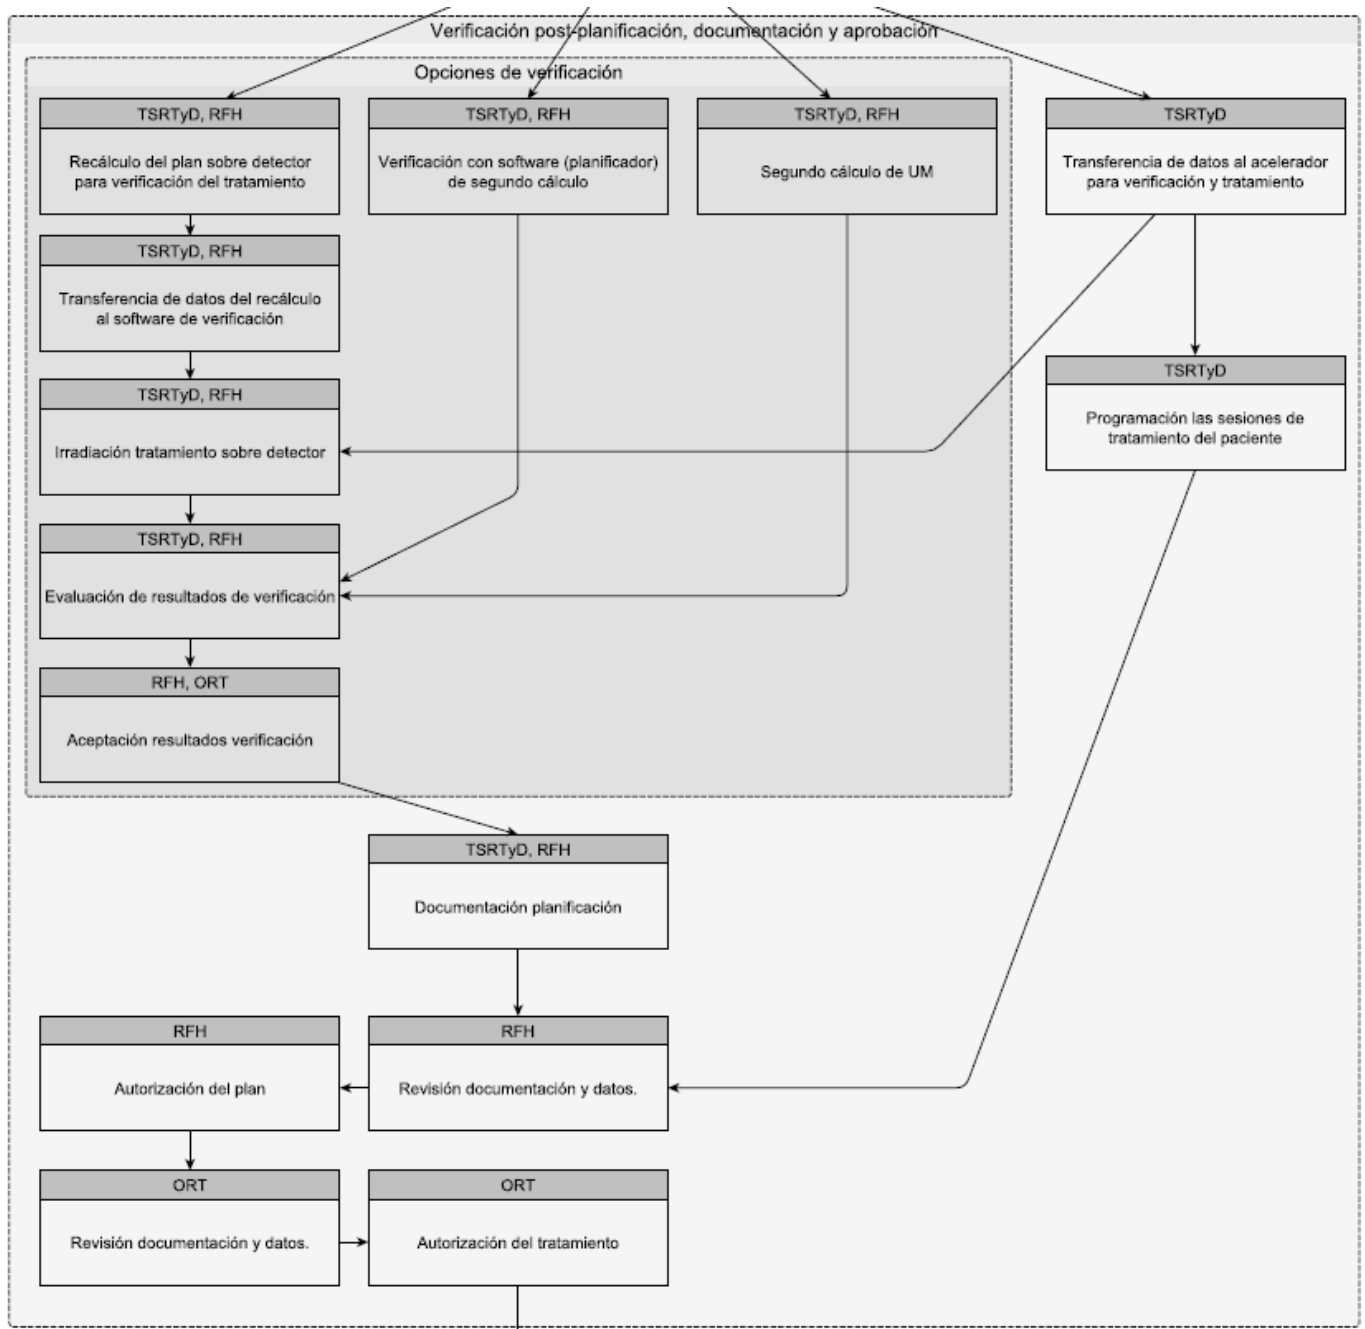 Verificación post-planificación, documentación y aprobación
Opciones de verificación
TSRTyD, RFH
Recálculo del plan sobre detector
para verificación del tratamiento
TSRTyD, RFH
Verificación con software (planificador)
de segundo cálculo
TSRTyD, RFH
Segundo cálculo de UM
TSRTyD
Transferencia de datos al acelerador
para verificación y tratamiento
TSRTyD, RFH
Transferencia de datos del recálculo
al software de verificación
TSRTyD
Programación las sesiones de
tratamiento del paciente
TSRTyD, RFH
Irradiación tratamiento sobre detector
TSRTyD, RFH
Evaluación de resultados de verificación
RFH, ORT
Aceptación resultados verificación
TSRTyD, RFH
Documentación planificación
RFH
Autorización del plan
RFH
Revisión documentación y datos.
ORT
Revisión documentación y datos.
ORT
Autorización del tratamiento